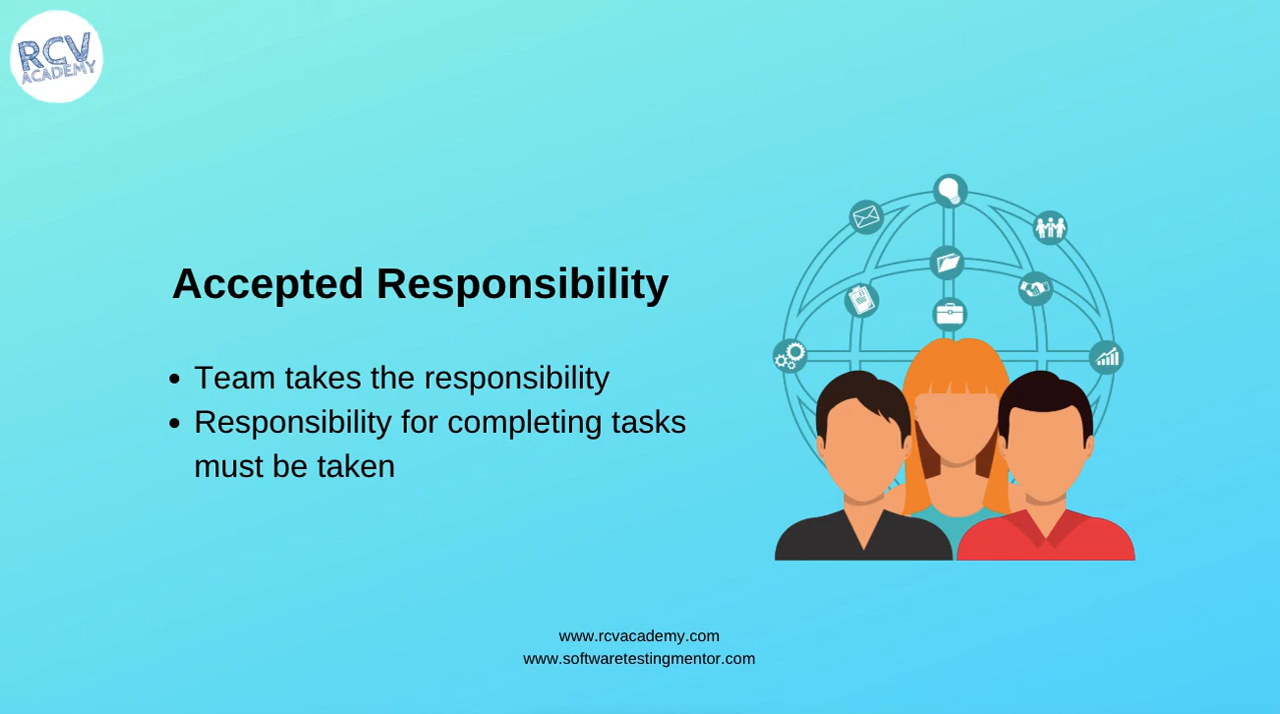 RCV
ACADEMY
Accepted Responsibility
• Team takes the responsibility
• Responsibility for completing tasks
must be taken
www.rcvacademy.com
www.softwaretestingmentor.com